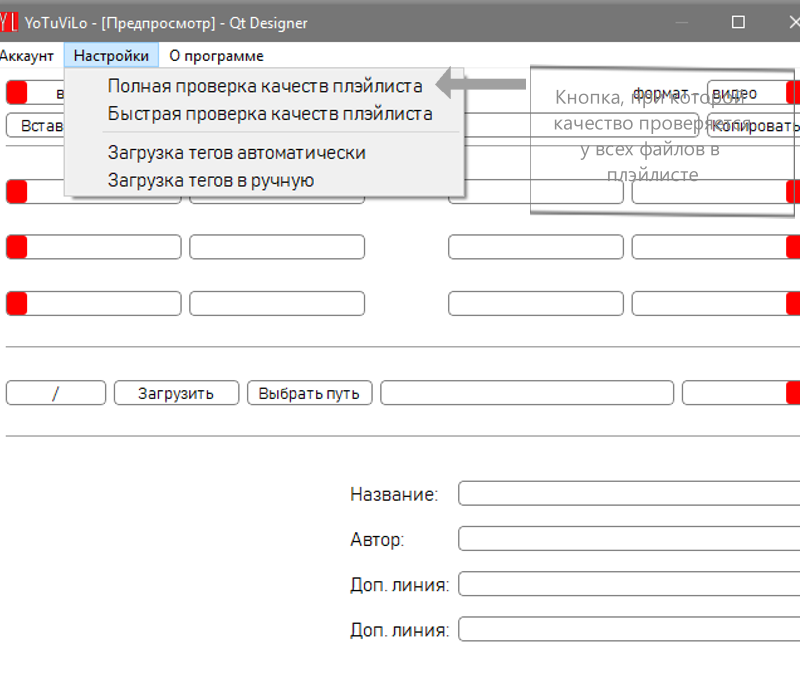 YL YoTuViLo - [Предпросмотр] - Qt Designer
Аккаунт Настройки О программе
Полная проверка качеств плэйлиста
Быстрая проверка качеств плэйлиста
Загрузка тегов автоматически
Загрузка тегов в ручную
в
формат - видео
Встав
Копировать
Кнопка, при которой
качество проверяется
у всех файлов в
плэйлисте
/ Загрузить Выбрать путь
Название:
Автор:
Доп. линия:
Доп. линия: